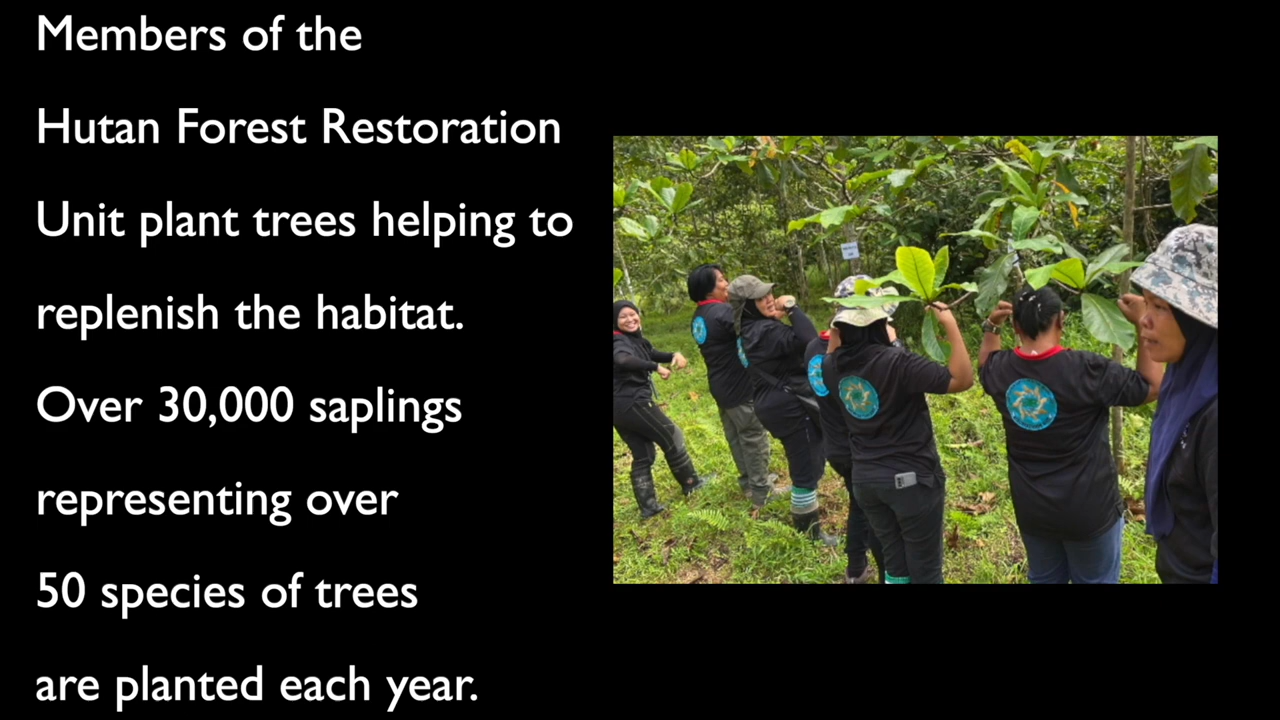 Members of the
Hutan Forest Restoration
Unit plant trees helping to
replenish the habitat.
Over 30,000 saplings
representing over
50 species of trees
are planted each year.